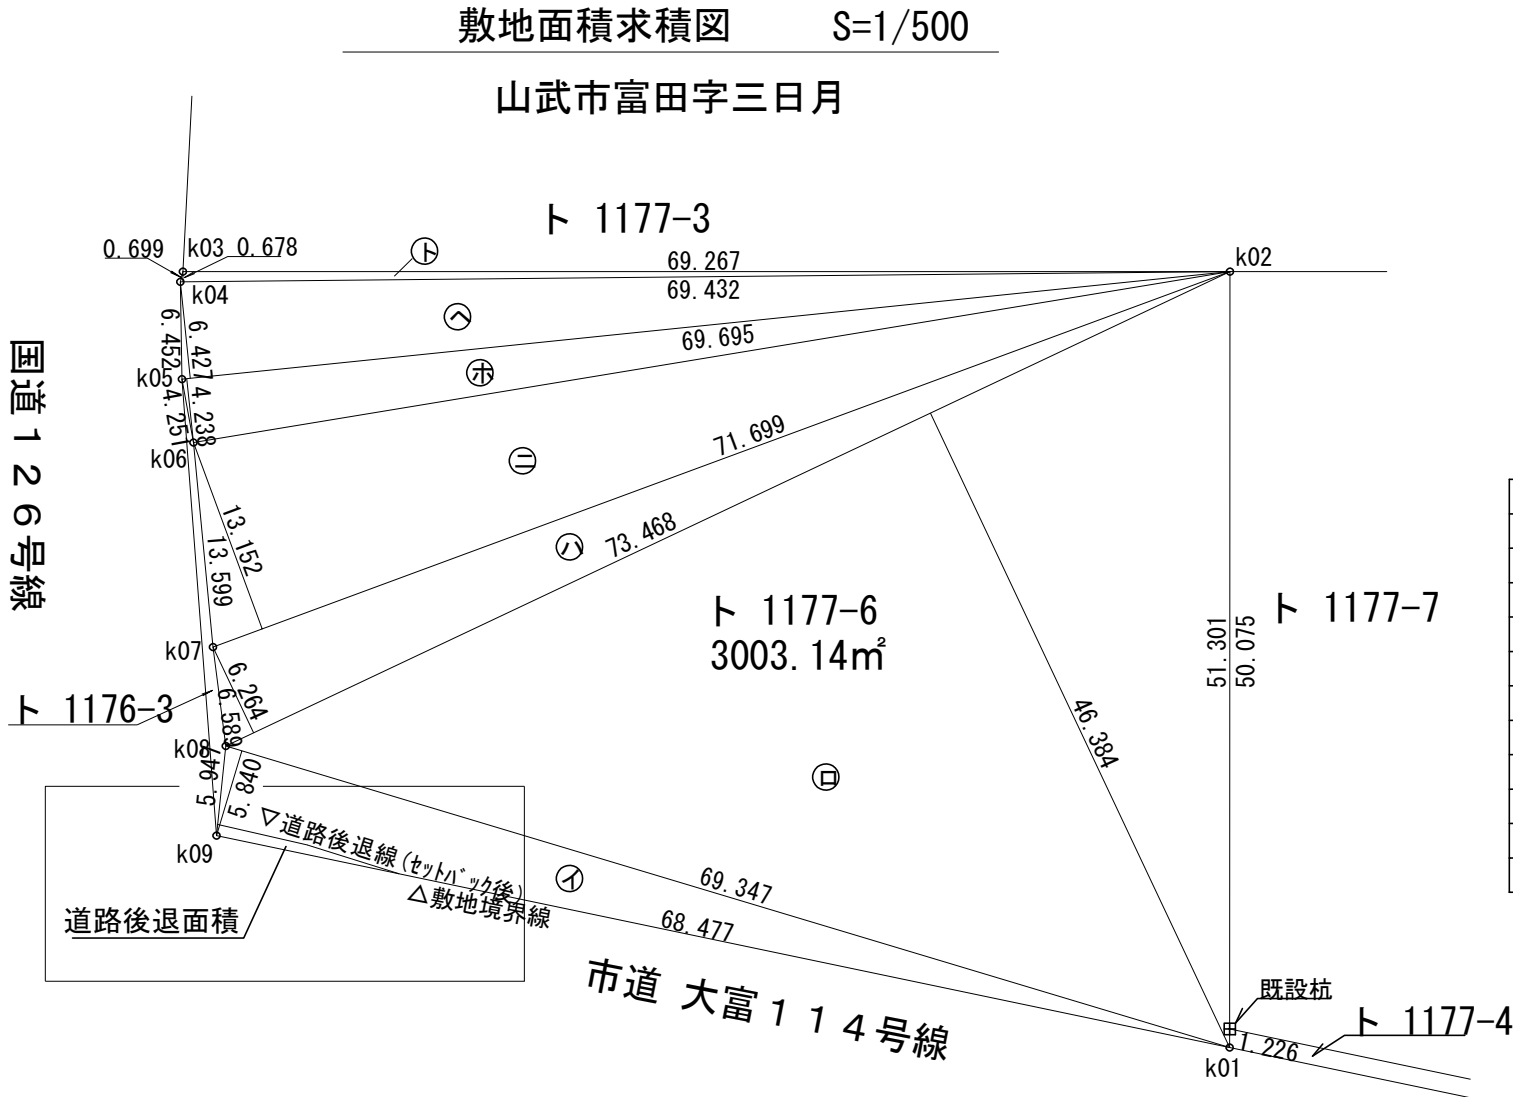 敷地面積求積図 S=1/500
山武市富田字三日月
ト 1177-3
0.699
k03
0.678
ト
69.267
k02
k04
69.432
ヘ
6.452
6.427
69.695
国道126号線
k05
ホ
4.251
4.238
k06
71.699
ニ
13.152
13.599
73.468
ハ
ト 1177-6
3003.14㎡
51.301
50.075
ト 1177-7
k07
6.264
6.589
ト 1176-3
46.384
k08
5.947
5.840
ロ
▽道路後退線(セットバック後)
k09
△敷地境界線
イ
69.347
68.477
道路後退面積
市道 大富114号線
既設杭
ト 1177-4
1.226
k01